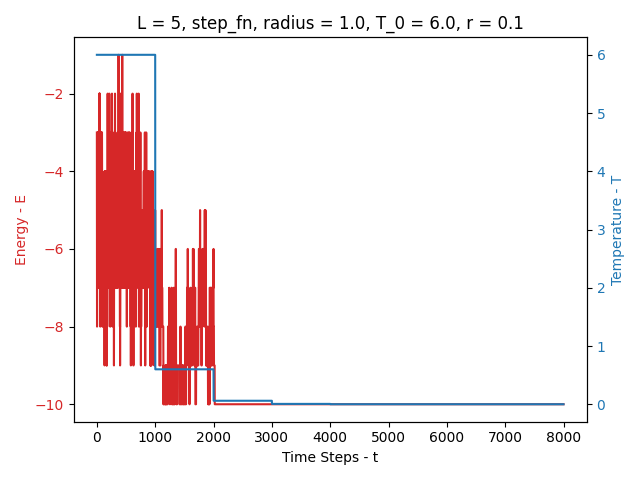 L = 5, step_fn, radius = 1.0, T_0 = 6.0, r = 0.1
Energy - E
−2
−4
−6
−8
−10
6
5
4
3
2
1
0
Temperature - T
0 1000 2000 3000 4000 5000 6000 7000 8000
Time Steps - t